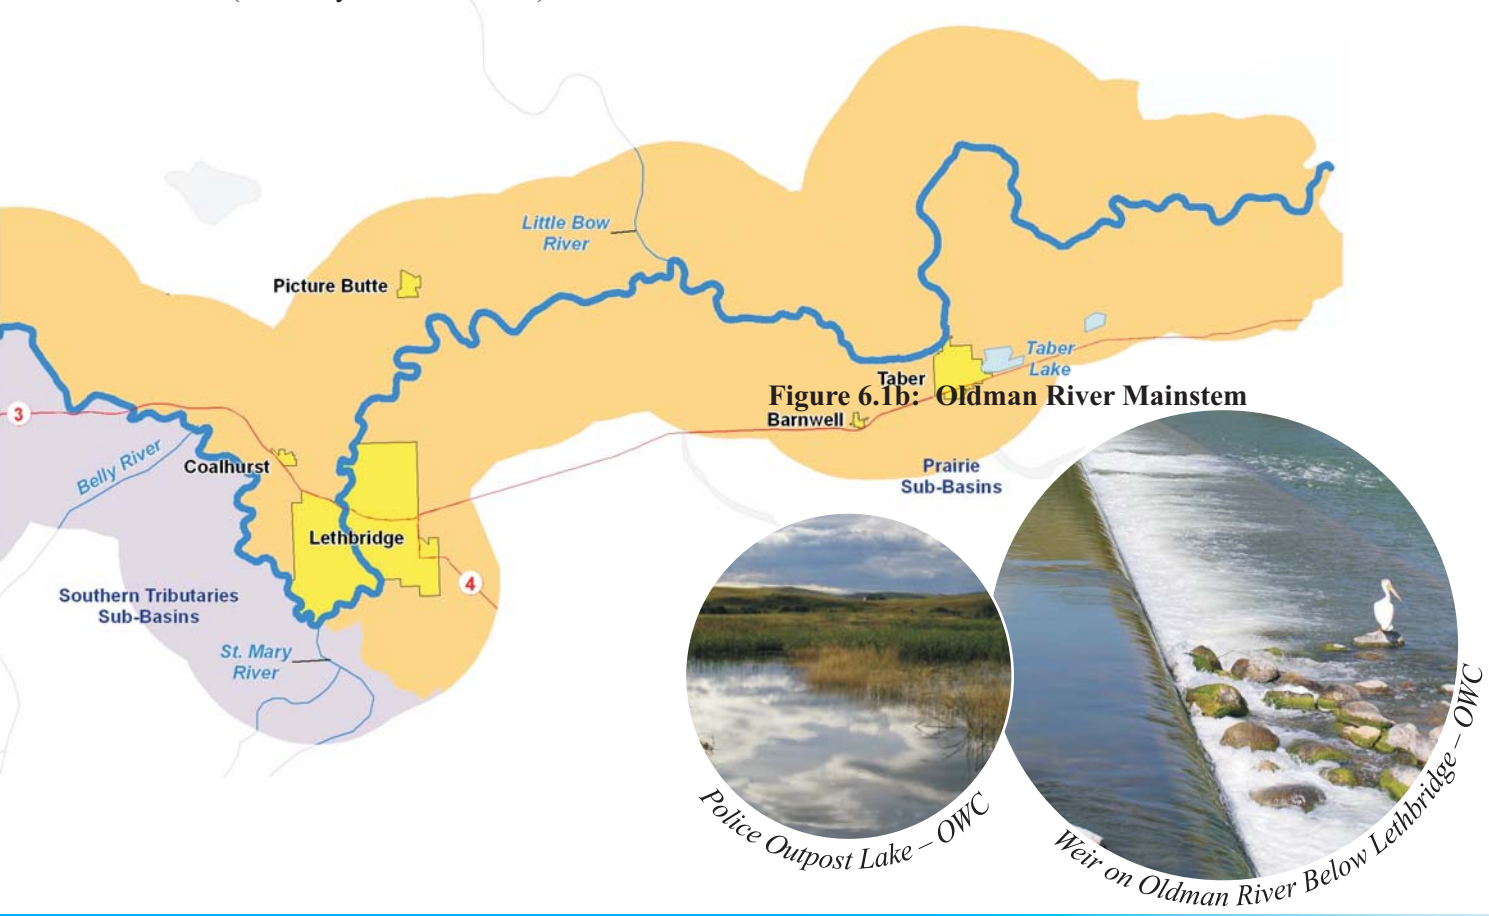 Little Bow
River
Picture Butte
Taber
Lake
Taber
Figure 6.1b: Oldman River Mainstem
3
Barnwell
Belly River
Coalhurst
Prairie
Sub-Basins
Lethbridge
4
Southern Tributaries
Sub-Basins
St. Mary
River
Police Outpost Lake – OWC
Weir on Oldman River Below Lethbridge – OWC